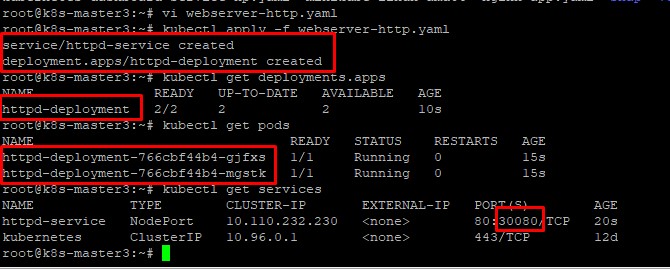 root@k8s-master3:~# vi webserver-http.yaml
root@k8s-master3:~# kubectl apply -f webserver-http.yaml
service/httpd-service created
deployment.apps/httpd-deployment created
root@k8s-master3:~# kubectl get deployments.apps
NAME READY UP-TO-DATE AVAILABLE AGE
httpd-deployment 2/2 2 2 10s
root@k8s-master3:~# kubectl get pods
NAME READY STATUS RESTARTS AGE
httpd-deployment-766cbf44b4-gjfxs 1/1 Running 0 15s
httpd-deployment-766cbf44b4-mgstk 1/1 Running 0 15s
root@k8s-master3:~# kubectl get services
NAME TYPE CLUSTER-IP EXTERNAL-IP PORT(S) AGE
httpd-service NodePort 10.110.232.230 <none> 80:30080/TCP 20s
kubernetes ClusterIP 10.96.0.1 <none> 443/TCP 12d
root@k8s-master3:~#